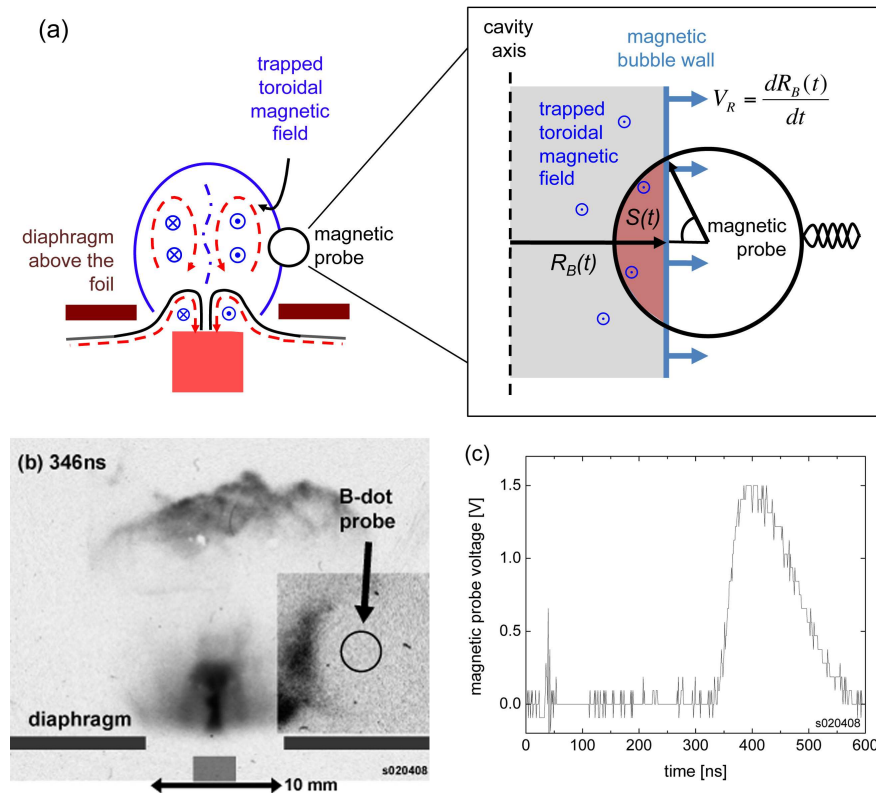 (a)
trapped
toroidal
magnetic
field
diaphragm
above the
foil
magnetic
probe
cavity
axis
magnetic
bubble wall
trapped
toroidal
magnetic
field
V_R = dR_B(t)/dt
S(t)
magnetic
probe
R_B(t)
(b) 346ns
B-dot
probe
diaphragm
s020408
10 mm
(c)
magnetic probe voltage [V]
1.5
1.0
0.5
0.0
s020408
0 100 200 300 400 500 600
time [ns]